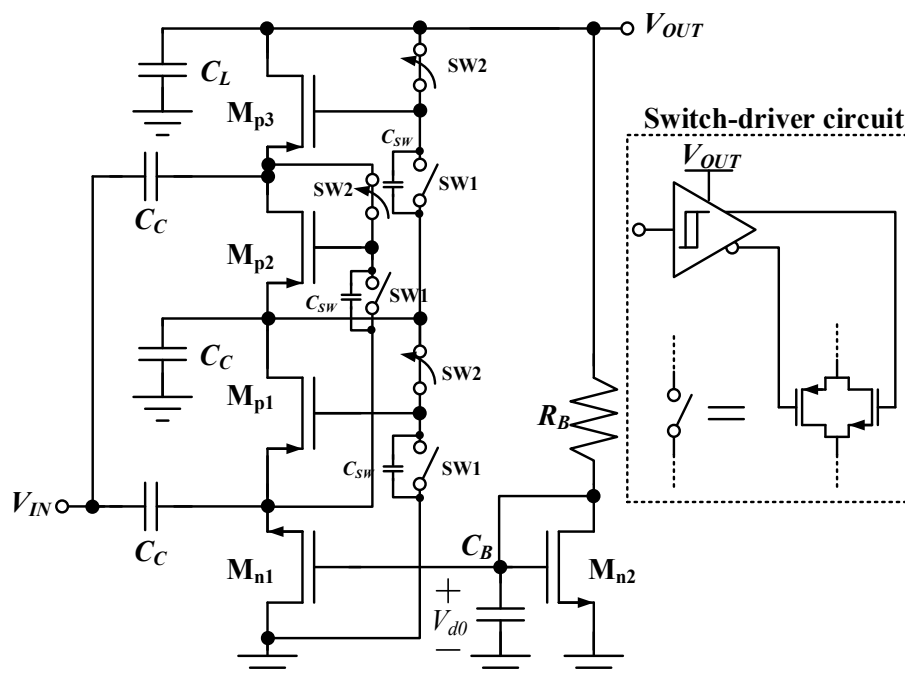 V_OUT
SW2
C_L
M_p3
Switch-driver circuit
V_OUT
C_SW
SW1
SW2
C_C
M_p2
C_SW
SW1
C_C
SW2
M_p1
R_B
C_SW
SW1
V_IN
C_C
C_B
M_n1
M_n2
+
V_d0
−
=